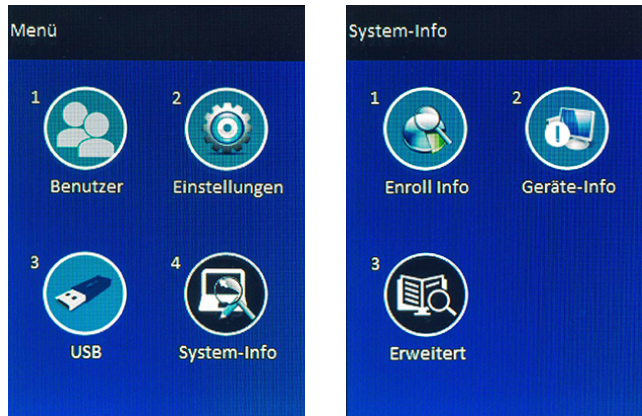 Menü
1
2
Benutzer
Einstellungen
3
4
USB
System-Info
System-Info
1
2
Enroll Info
Geräte-Info
3
Erweitert